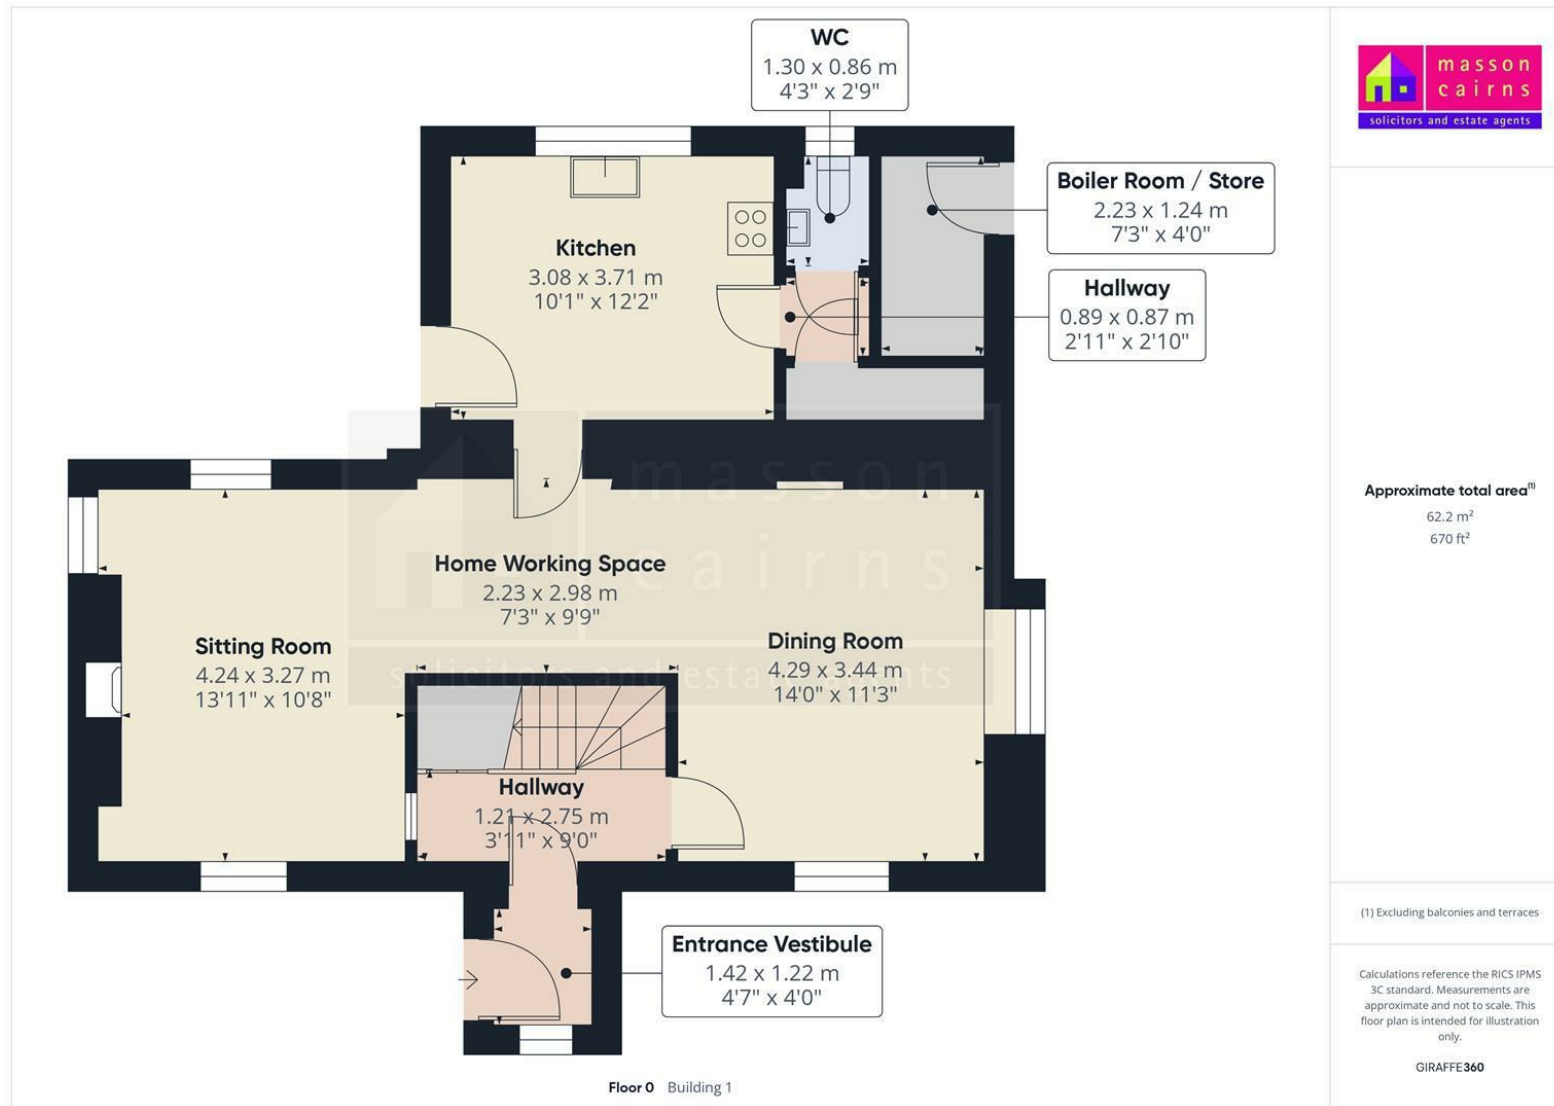 WC
1.30 x 0.86 m
4'3" x 2'9"
masson
cairns
solicitors and estate agents
Boiler Room / Store
2.23 x 1.24 m
7'3" x 4'0"
Kitchen
3.08 x 3.71 m
10'1" x 12'2"
Hallway
0.89 x 0.87 m
2'11" x 2'10"
masson
cairns
solicitors and estate agents
Approximate total area(1)
62.2 m²
670 ft²
Home Working Space
2.23 x 2.98 m
7'3" x 9'9"
Sitting Room
4.24 x 3.27 m
13'11" x 10'8"
Dining Room
4.29 x 3.44 m
14'0" x 11'3"
Hallway
1.21 x 2.75 m
3'11" x 9'0"
Entrance Vestibule
1.42 x 1.22 m
4'7" x 4'0"
(1) Excluding balconies and terraces
Calculations reference the RICS IPMS
3C standard. Measurements are
approximate and not to scale. This
floor plan is intended for illustration
only.
GIRAFFE360
Floor 0 Building 1